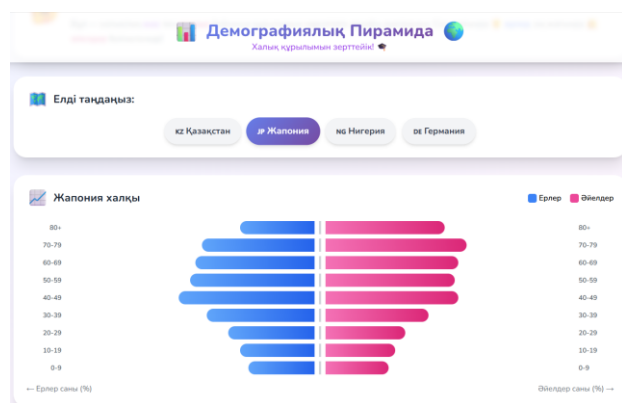 Демографиялық Пирамида
Халық құрылымын зерттейік!
Елді таңдаңыз:
KZ Қазақстан JP Жапония NG Нигерия DE Германия
Жапония халқы
Ерлер Әйелдер
80+ 80+
70-79 70-79
60-69 60-69
50-59 50-59
40-49 40-49
30-39 30-39
20-29 20-29
10-19 10-19
0-9 0-9
← Ерлер саны (%) Әйелдер саны (%) →